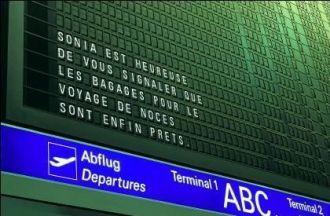 SONIA EST HEUREUSE
DE VOUS SIGNALER QUE
LES BAGAGES POUR LE
VOYAGE DE NOCES
SONT ENFIN PRETS.
Abflug
Departures
Terminal 1
ABC
Terminal 2